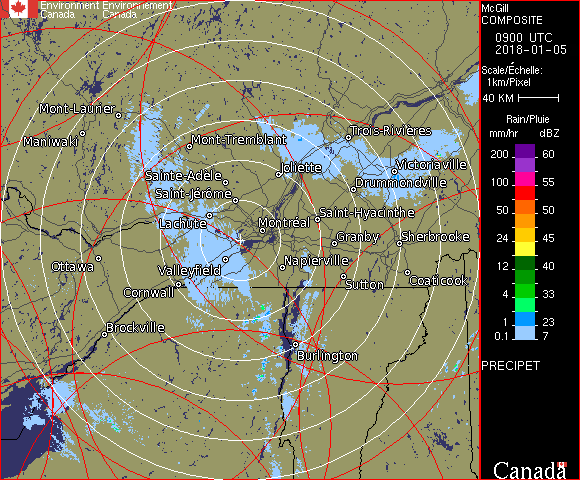 Environment Environnement
Canada Canada
McGill
COMPOSITE
0900 UTC
2018-01-05
Scale/Échelle:
1km/Pixel
40 KM
Rain/Pluie
mm/hr dBZ
200 60
100 55
50 50
24 45
12 40
4 33
1 23
0.1 7
PRECIPET
Canada
Mont-Laurier
Maniwaki
Mont-Tremblant
Trois-Rivières
Joliette
Victoriaville
Sainte-Adèle
Drummondville
Saint-Jérôme
Saint-Hyacinthe
Lachute
Montréal
Granby
Sherbrooke
Ottawa
Valleyfield
Napierville
Cornwall
Sutton
Coaticook
Brockville
Burlington